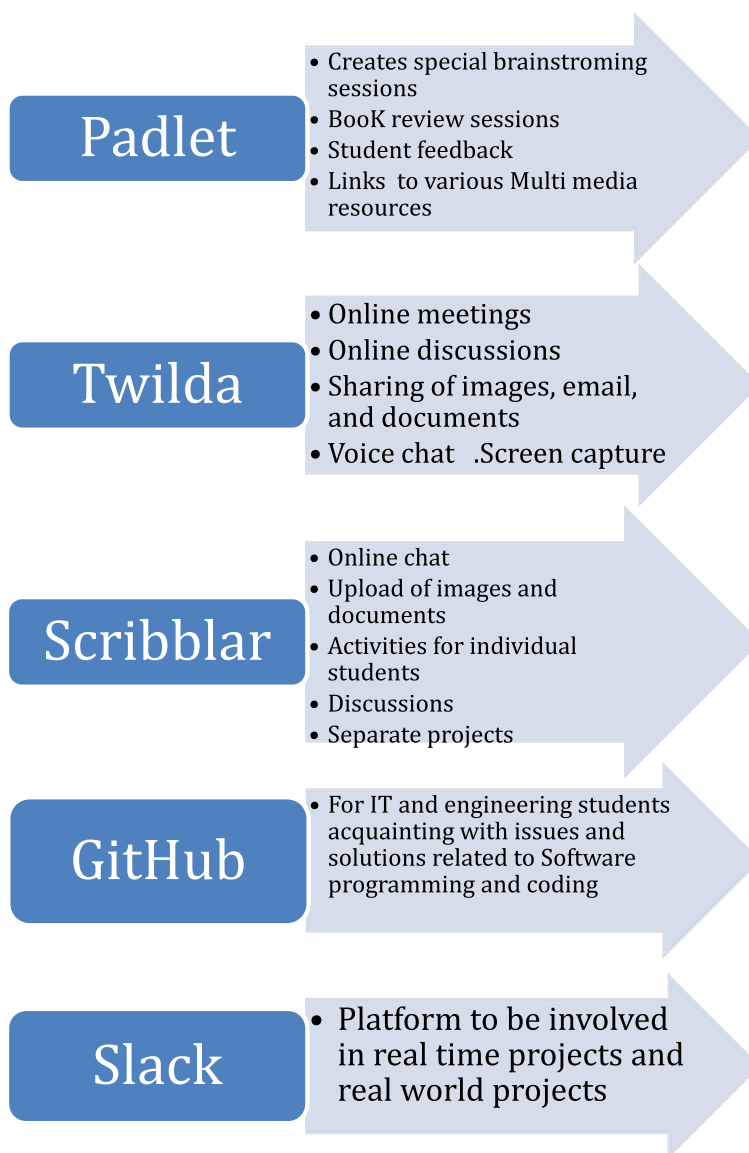 Padlet
• Creates special brainstroming
sessions
• BooK review sessions
• Student feedback
• Links to various Multi media
resources
Twilda
• Online meetings
• Online discussions
• Sharing of images, email,
and documents
• Voice chat .Screen capture
Scribblar
• Online chat
• Upload of images and
documents
• Activities for individual
students
• Discussions
• Separate projects
GitHub
• For IT and engineering students
acquainting with issues and
solutions related to Software
programming and coding
Slack
• Platform to be involved
in real time projects and
real world projects